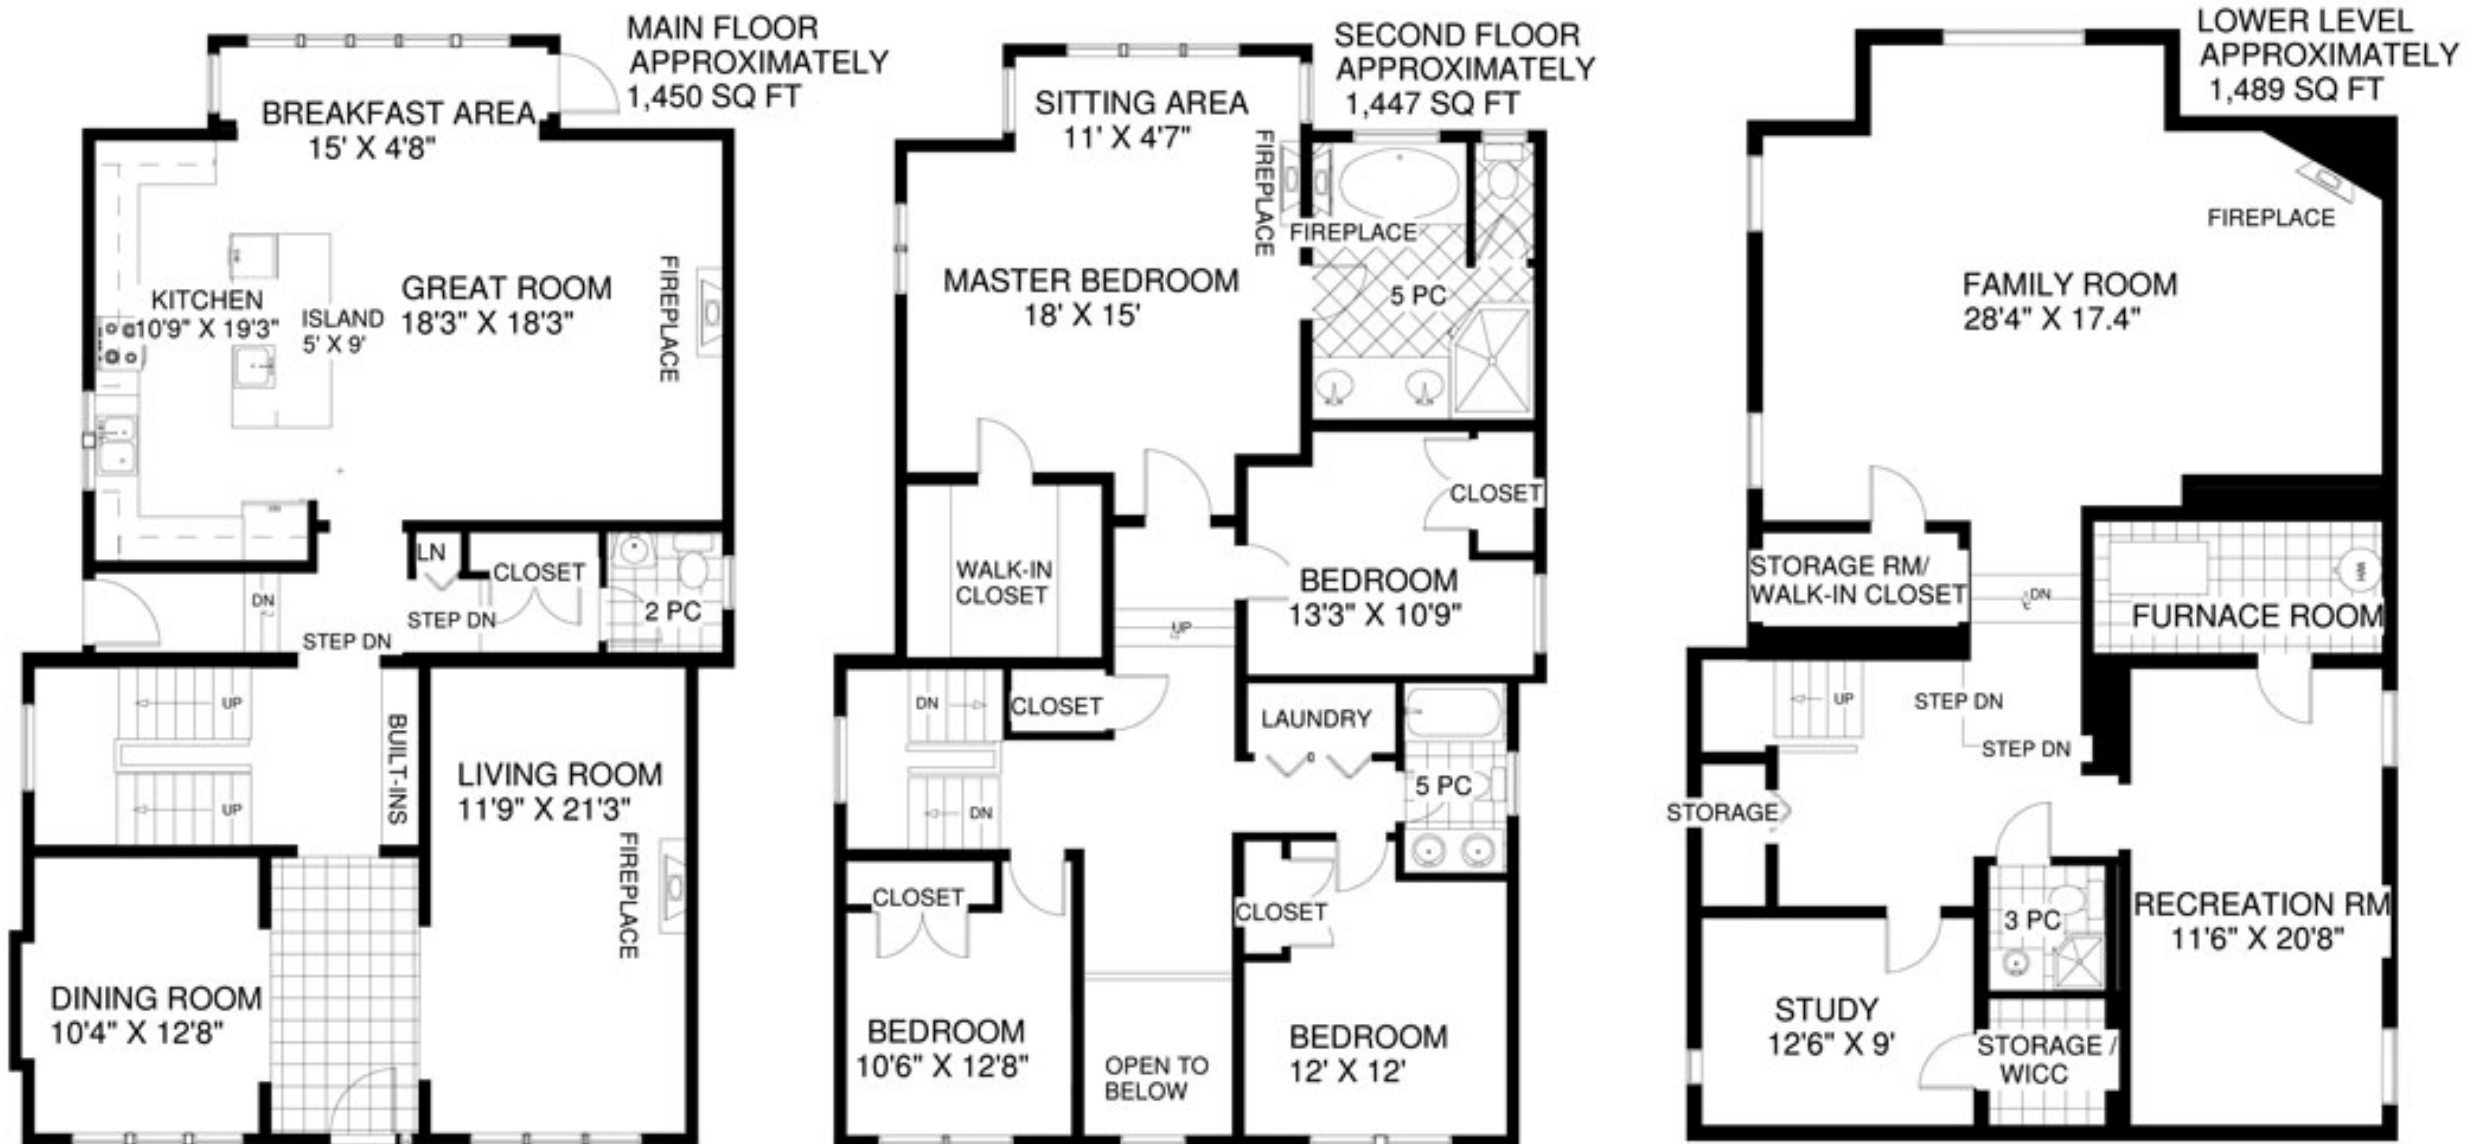 MAIN FLOOR
APPROXIMATELY
1,450 SQ FT
BREAKFAST AREA
15' X 4'8"
KITCHEN
10'9" X 19'3"
ISLAND
5' X 9'
GREAT ROOM
18'3" X 18'3"
FIREPLACE
LN
CLOSET
2 PC
DN
STEP DN
STEP DN
UP
UP
BUILT-INS
LIVING ROOM
11'9" X 21'3"
FIREPLACE
DINING ROOM
10'4" X 12'8"
SECOND FLOOR
APPROXIMATELY
1,447 SQ FT
SITTING AREA
11' X 4'7"
FIREPLACE
FIREPLACE
MASTER BEDROOM
18' X 15'
5 PC
CLOSET
WALK-IN
CLOSET
BEDROOM
13'3" X 10'9"
UP
DN
CLOSET
LAUNDRY
DN
5 PC
CLOSET
CLOSET
BEDROOM
10'6" X 12'8"
OPEN TO
BELOW
BEDROOM
12' X 12'
LOWER LEVEL
APPROXIMATELY
1,489 SQ FT
FIREPLACE
FAMILY ROOM
28'4" X 17.4"
STORAGE RM/
WALK-IN CLOSET
DN
WH
FURNACE ROOM
UP
STEP DN
STEP DN
STORAGE
3 PC
RECREATION RM
11'6" X 20'8"
STUDY
12'6" X 9'
STORAGE /
WICC